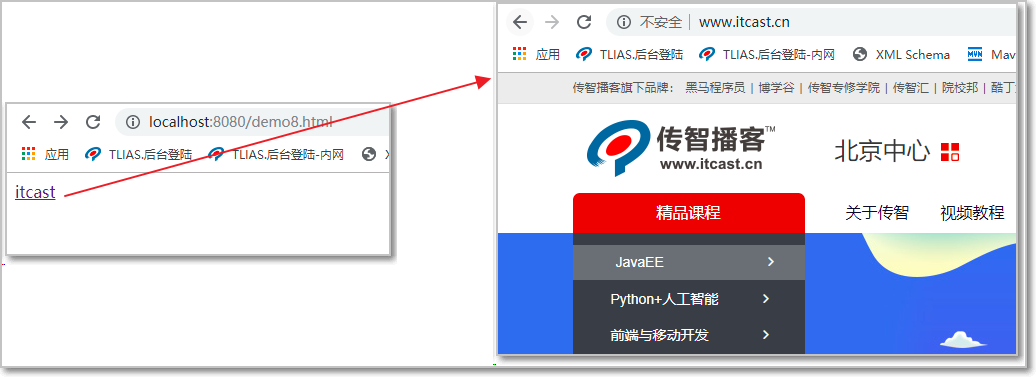 localhost:8080/demo8.html
应用 TLIAS.后台登陆 TLIAS.后台登陆-内网
itcast
不安全 | www.itcast.cn
应用 TLIAS.后台登陆 TLIAS.后台登陆-内网 XML Schema MVN Mav
传智播客旗下品牌： 黑马程序员 | 博学谷 | 传智专修学院 | 传智汇 | 院校邦 | 酷丁
传智播客™
www.itcast.cn
北京中心
精品课程 关于传智 视频教程
JavaEE
Python+人工智能
前端与移动开发